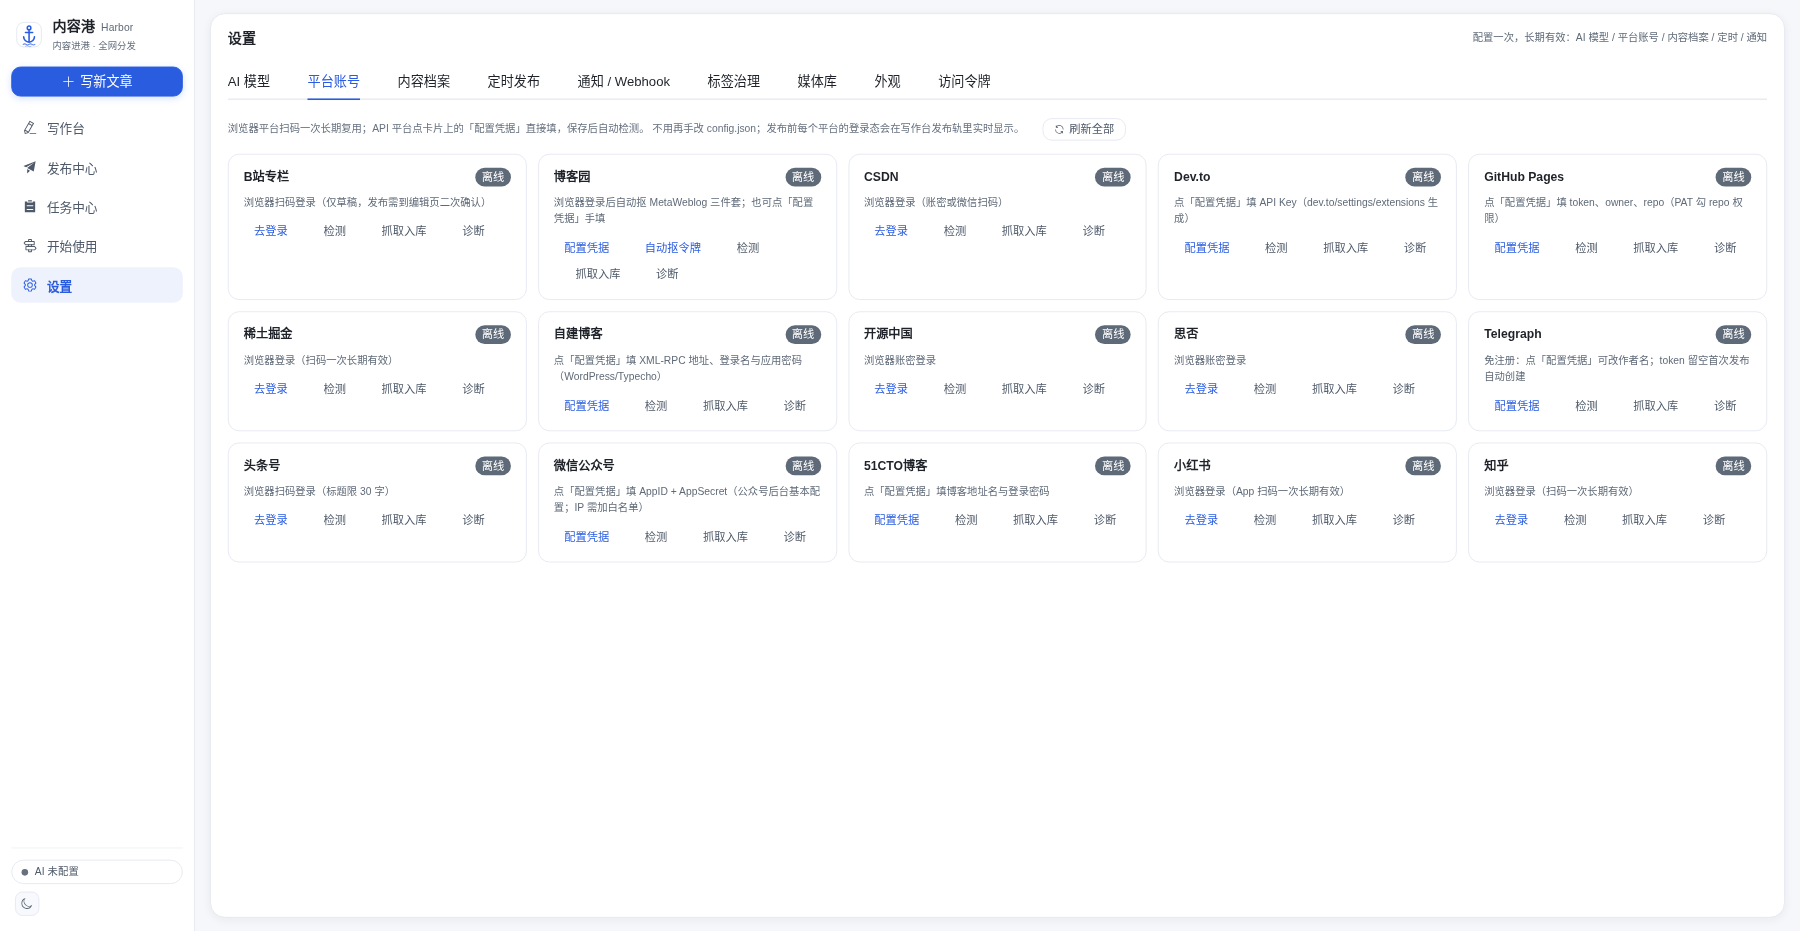 内容港 Harbor
内容进港 · 全网分发
写新文章
写作台
发布中心
任务中心
开始使用
设置
AI 未配置
设置
配置一次，长期有效：AI 模型 / 平台账号 / 内容档案 / 定时 / 通知
AI 模型 平台账号 内容档案 定时发布 通知 / Webhook 标签治理 媒体库 外观 访问令牌
浏览器平台扫码一次长期复用；API 平台点卡片上的「配置凭据」直接填，保存后自动检测。 不用再手改 config.json；发布前每个平台的登录态会在写作台发布轨里实时显示。
刷新全部
B站专栏 离线
浏览器扫码登录（仅草稿，发布需到编辑页二次确认）
去登录 检测 抓取入库 诊断
博客园 离线
浏览器登录后自动抠 MetaWeblog 三件套；也可点「配置
凭据」手填
配置凭据 自动抠令牌 检测
抓取入库 诊断
CSDN 离线
浏览器登录（账密或微信扫码）
去登录 检测 抓取入库 诊断
Dev.to 离线
点「配置凭据」填 API Key（dev.to/settings/extensions 生
成）
配置凭据 检测 抓取入库 诊断
GitHub Pages 离线
点「配置凭据」填 token、owner、repo（PAT 勾 repo 权
限）
配置凭据 检测 抓取入库 诊断
稀土掘金 离线
浏览器登录（扫码一次长期有效）
去登录 检测 抓取入库 诊断
自建博客 离线
点「配置凭据」填 XML-RPC 地址、登录名与应用密码
（WordPress/Typecho）
配置凭据 检测 抓取入库 诊断
开源中国 离线
浏览器账密登录
去登录 检测 抓取入库 诊断
思否 离线
浏览器账密登录
去登录 检测 抓取入库 诊断
Telegraph 离线
免注册：点「配置凭据」可改作者名；token 留空首次发布
自动创建
配置凭据 检测 抓取入库 诊断
头条号 离线
浏览器扫码登录（标题限 30 字）
去登录 检测 抓取入库 诊断
微信公众号 离线
点「配置凭据」填 AppID + AppSecret（公众号后台基本配
置；IP 需加白名单）
配置凭据 检测 抓取入库 诊断
51CTO博客 离线
点「配置凭据」填博客地址名与登录密码
配置凭据 检测 抓取入库 诊断
小红书 离线
浏览器登录（App 扫码一次长期有效）
去登录 检测 抓取入库 诊断
知乎 离线
浏览器登录（扫码一次长期有效）
去登录 检测 抓取入库 诊断